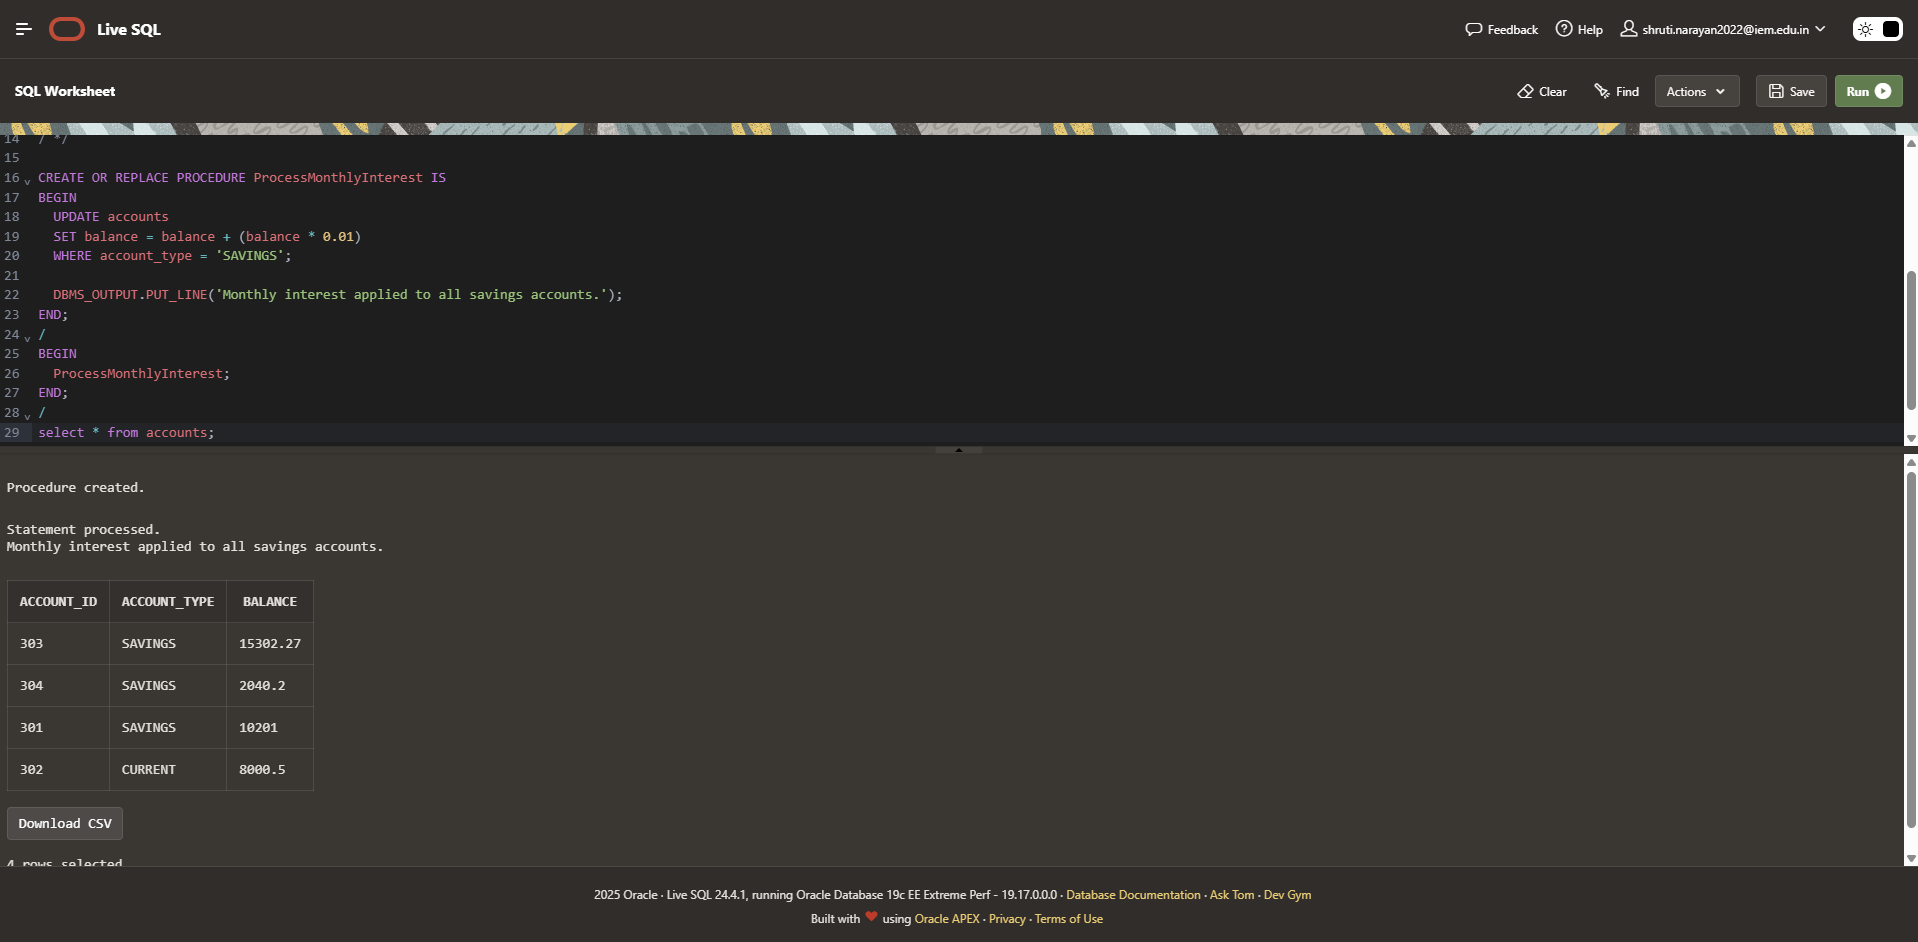 Live SQL
Feedback Help shruti.narayan2022@iem.edu.in
SQL Worksheet
Clear Find Actions Save Run
14 / */
15
16 CREATE OR REPLACE PROCEDURE ProcessMonthlyInterest IS
17 BEGIN
18 UPDATE accounts
19 SET balance = balance + (balance * 0.01)
20 WHERE account_type = 'SAVINGS';
21
22 DBMS_OUTPUT.PUT_LINE('Monthly interest applied to all savings accounts.');
23 END;
24 /
25 BEGIN
26 ProcessMonthlyInterest;
27 END;
28 /
29 select * from accounts;
Procedure created.
Statement processed.
Monthly interest applied to all savings accounts.
ACCOUNT_ID ACCOUNT_TYPE BALANCE
303 SAVINGS 15302.27
304 SAVINGS 2040.2
301 SAVINGS 10201
302 CURRENT 8000.5
Download CSV
4 rows selected
2025 Oracle · Live SQL 24.4.1, running Oracle Database 19c EE Extreme Perf - 19.17.0.0.0 · Database Documentation · Ask Tom · Dev Gym
Built with ❤ using Oracle APEX · Privacy · Terms of Use